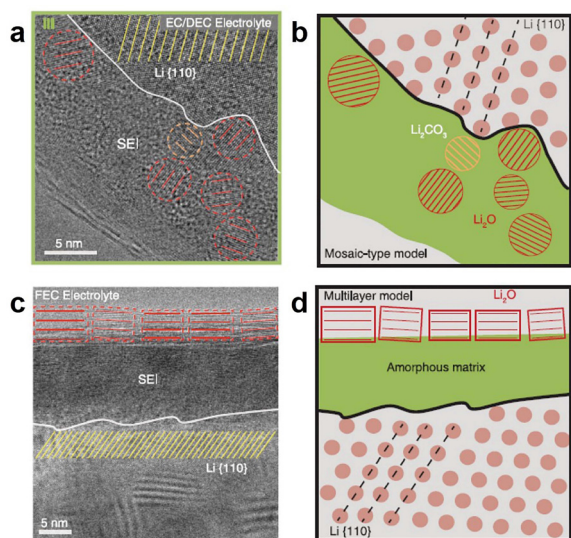 a
EC/DEC Electrolyte
Li {110}
SEI
5 nm
b
Li {110}
Li₂CO₃
Li₂O
Mosaic-type model
c
FEC Electrolyte
SEI
Li {110}
5 nm
d
Multilayer model
Li₂O
Amorphous matrix
Li {110}